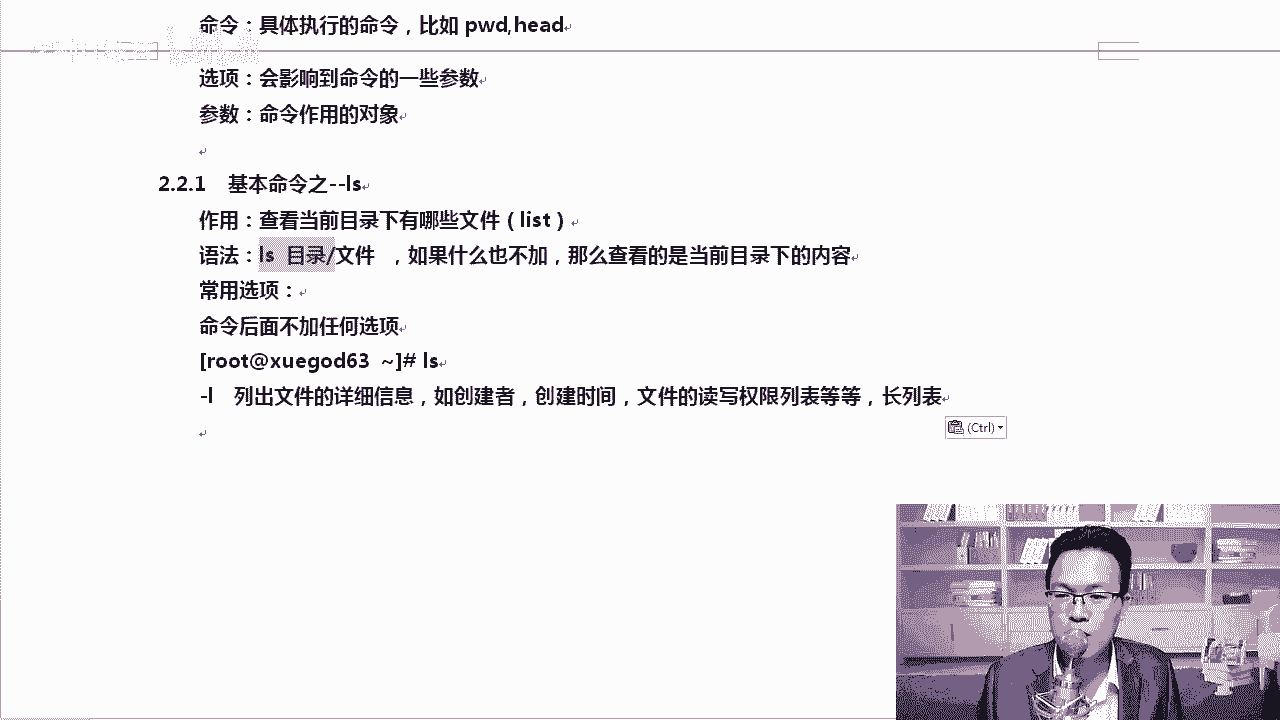 命令：具体执行的命令，比如 pwd,head
选项：会影响到命令的一些参数
参数：命令作用的对象
2.2.1 基本命令之--ls
作用：查看当前目录下有哪些文件（list）
语法：ls 目录/文件 ，如果什么也不加，那么查看的是当前目录下的内容
常用选项：
命令后面不加任何选项
[root@xuegod63 ~]# ls
-l 列出文件的详细信息，如创建者，创建时间，文件的读写权限列表等等，长列表
(Ctrl)